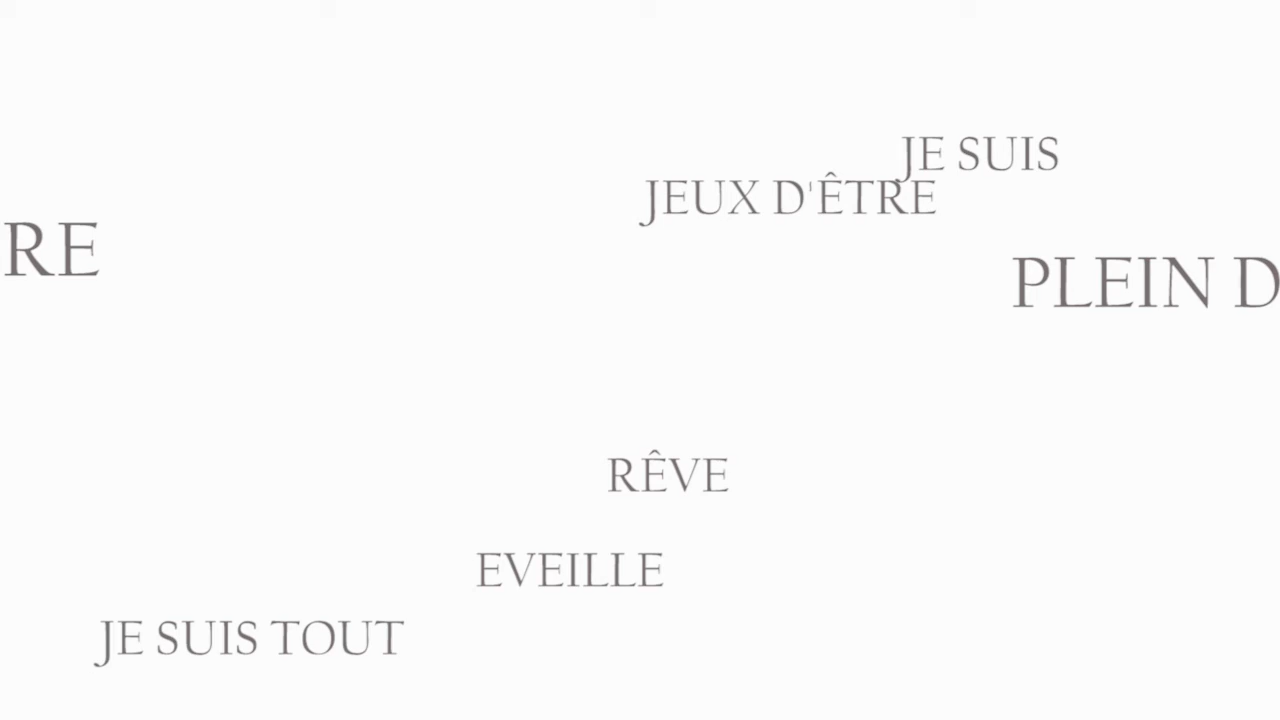 JE SUIS
JEUX D'ÊTRE
RE
PLEIN D
RÊVE
EVEILLE
JE SUIS TOUT